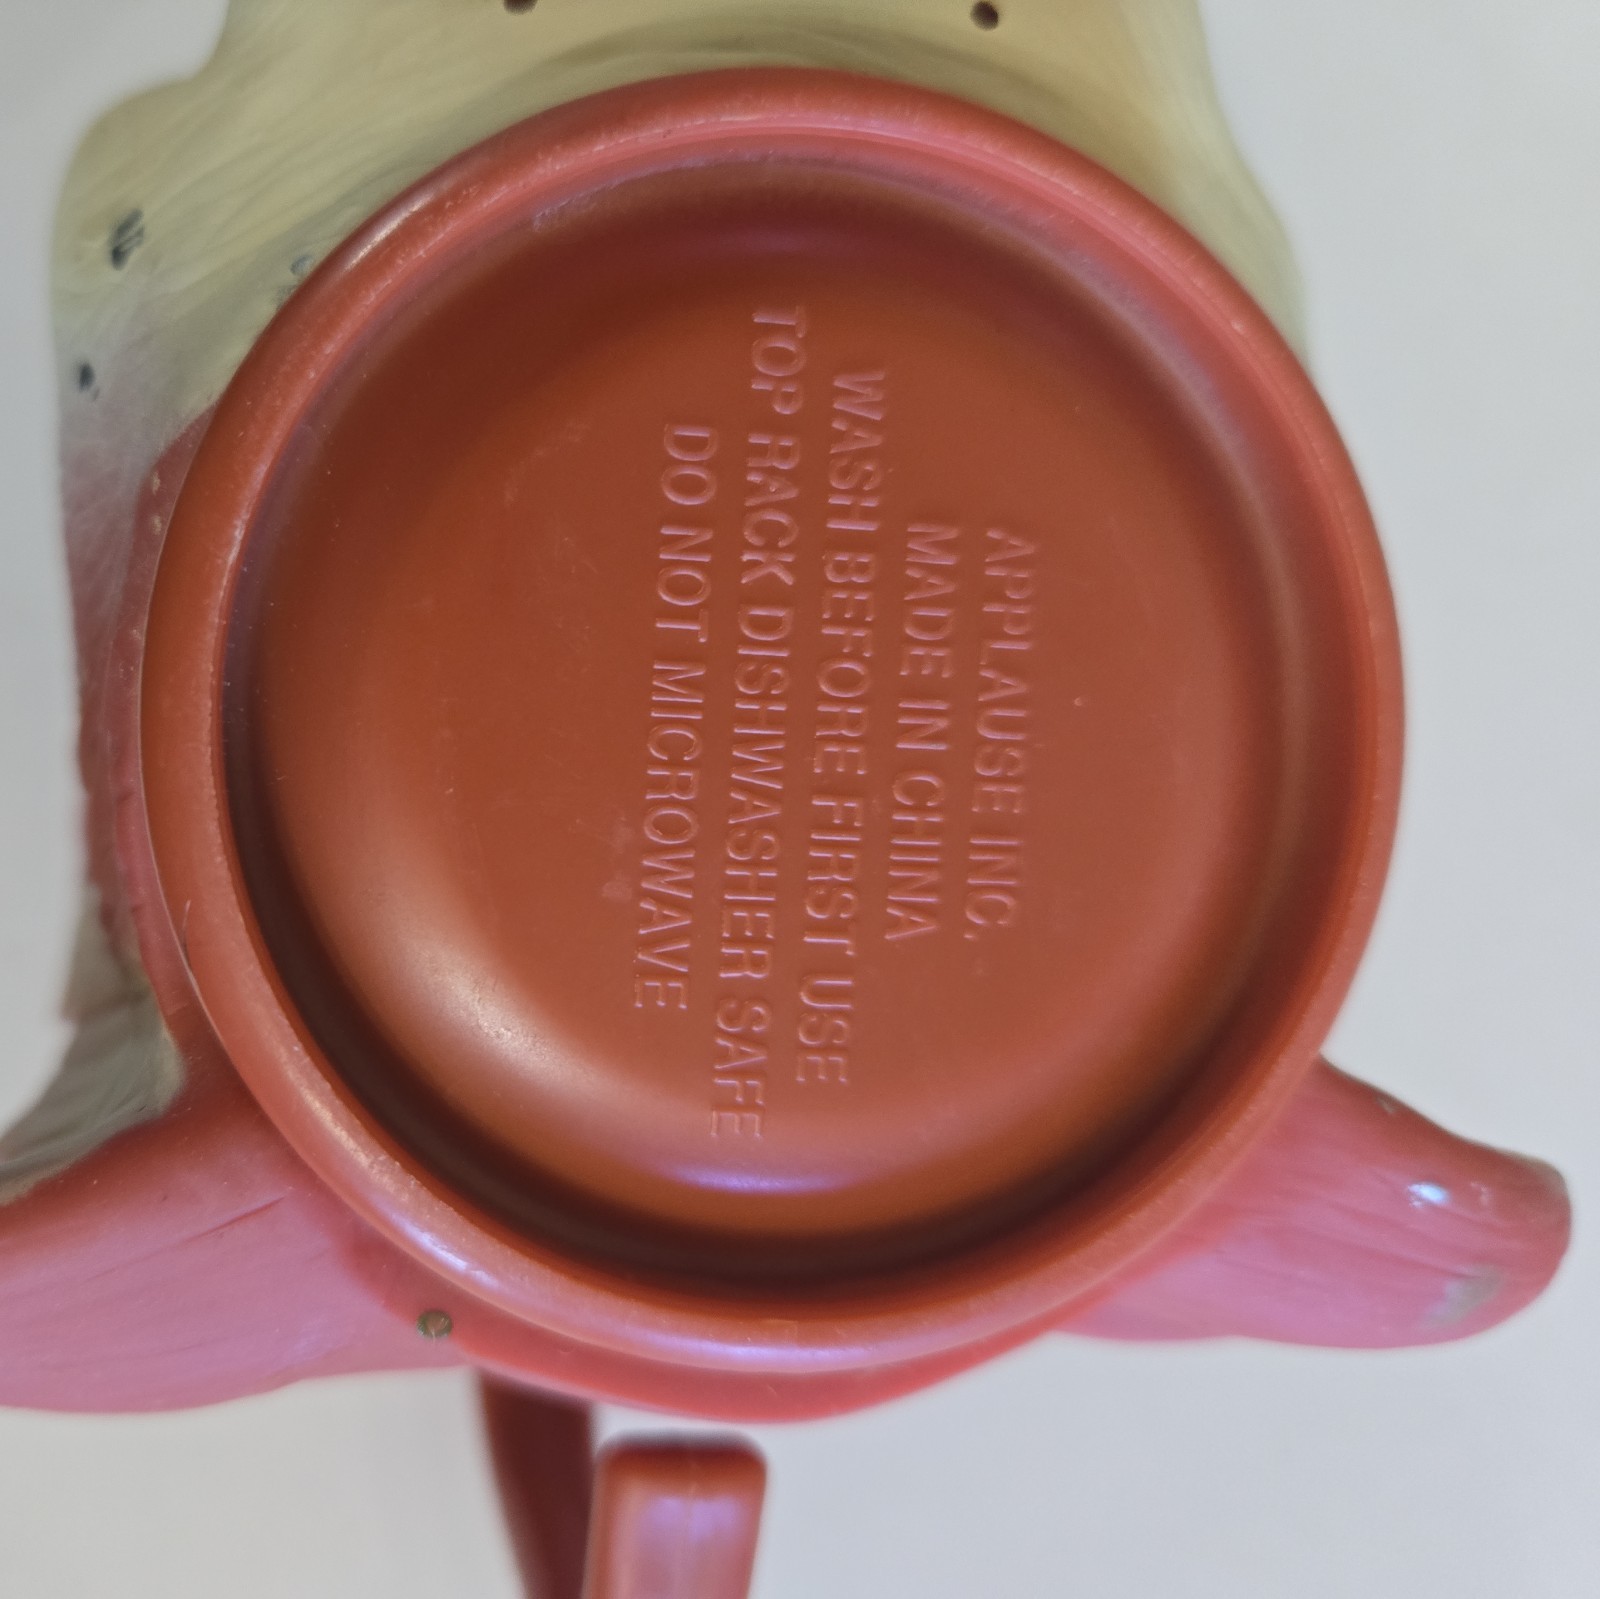 APPLAUSE INC.
MADE IN CHINA
WASH BEFORE FIRST USE
TOP RACK DISHWASHER SAFE
DO NOT MICROWAVE